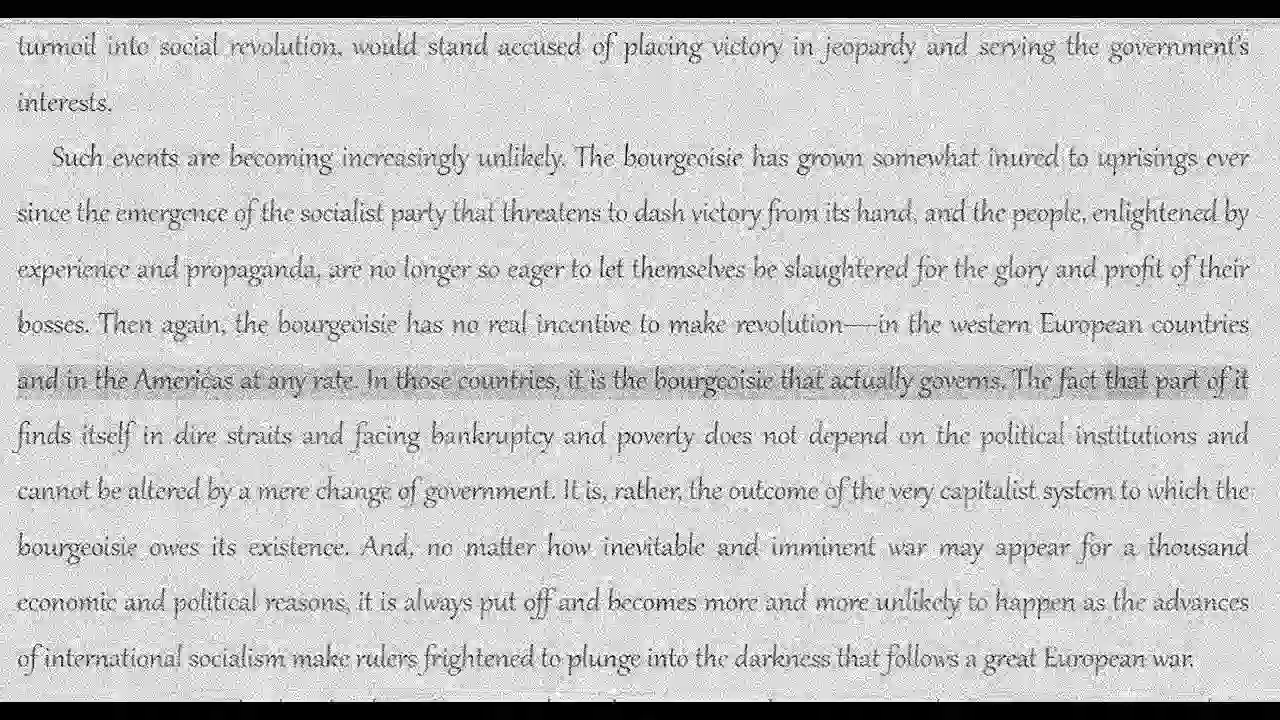 turmoil into social revolution, would stand accused of placing victory in jeopardy and serving the government's
interests.
Such events are becoming increasingly unlikely. The bourgeoisie has grown somewhat inured to uprisings ever
since the emergence of the socialist party that threatens to dash victory from its hand, and the people, enlightened by
experience and propaganda, are no longer so eager to let themselves be slaughtered for the glory and profit of their
bosses. Then again, the bourgeoisie has no real incentive to make revolution—in the western European countries
and in the Americas at any rate. In those countries, it is the bourgeoisie that actually governs. The fact that part of it
finds itself in dire straits and facing bankruptcy and poverty does not depend on the political institutions and
cannot be altered by a mere change of government. It is, rather, the outcome of the very capitalist system to which the
bourgeoisie owes its existence. And, no matter how inevitable and imminent war may appear for a thousand
economic and political reasons, it is always put off and becomes more and more unlikely to happen as the advances
of international socialism make rulers frightened to plunge into the darkness that follows a great European war.